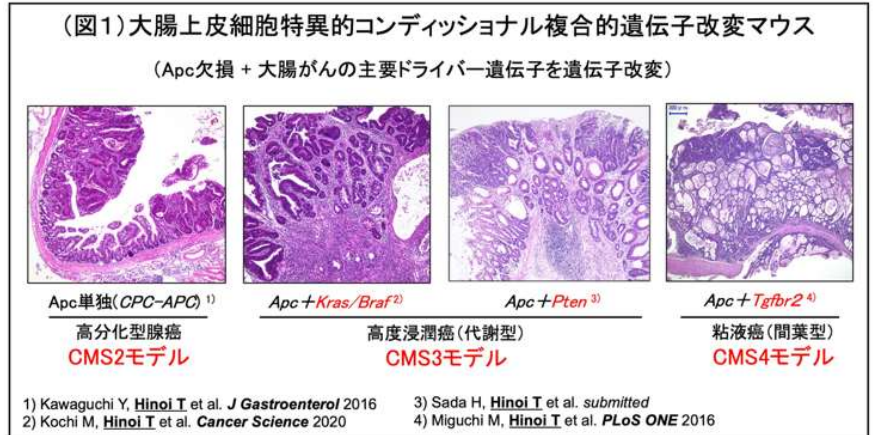 (図1)大腸上皮細胞特異的コンディッショナル複合的遺伝子改変マウス
(Apc欠損 + 大腸がんの主要ドライバー遺伝子を遺伝子改変)
Apc単独(CPC-APC) 1)
Apc+Kras/Braf 2)
Apc+Pten 3)
Apc+Tgfbr2 4)
高分化型腺癌
高度浸潤癌(代謝型)
粘液癌(間葉型)
CMS2モデル
CMS3モデル
CMS4モデル
1) Kawaguchi Y, Hinoi T et al. J Gastroenterol 2016
2) Kochi M, Hinoi T et al. Cancer Science 2020
3) Sada H, Hinoi T et al. submitted
4) Miguchi M, Hinoi T et al. PLoS ONE 2016